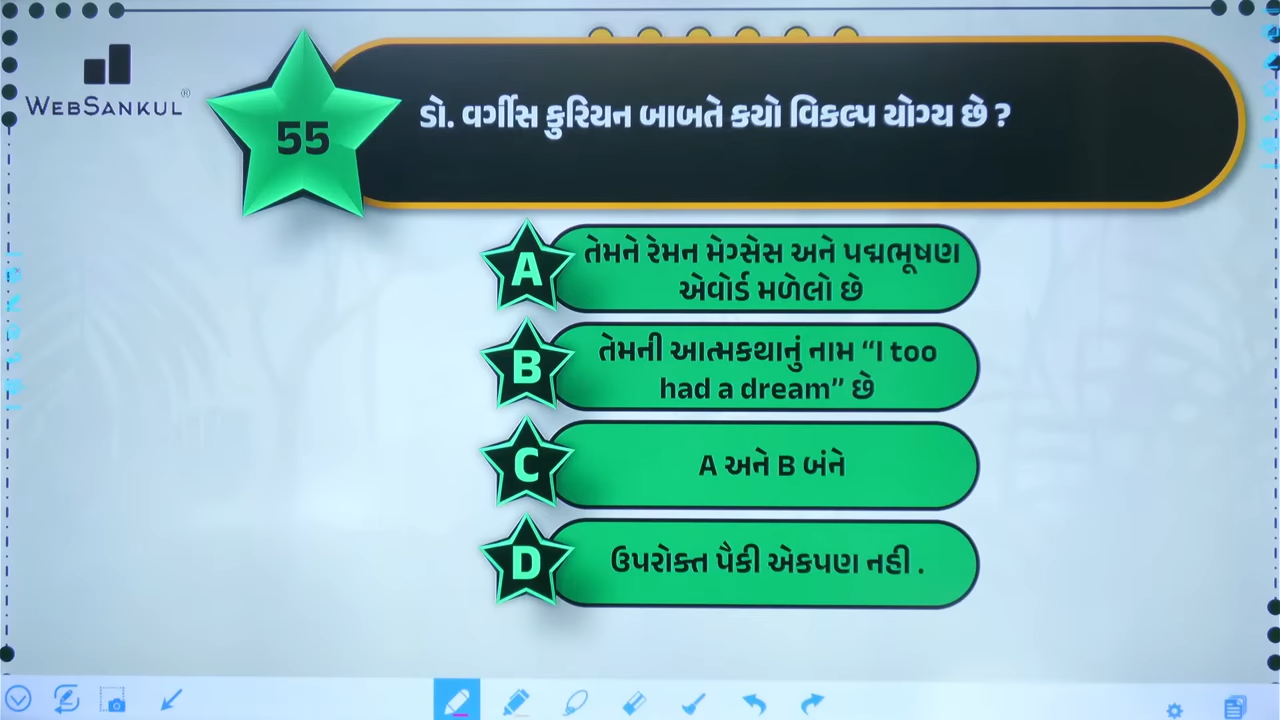 WEBSANKUL®
55
ડો. વર્ગીસ કુરિયન બાબતે કયો વિકલ્પ યોગ્ય છે ?
A
તેમને રેમન મેગ્સેસ અને પદ્મભૂષણ
એવોર્ડ મળેલો છે
B
તેમની આત્મકથાનું નામ “I too
had a dream” છે
C
A અને B બંને
D
ઉપરોક્ત પૈકી એકપણ નહી .